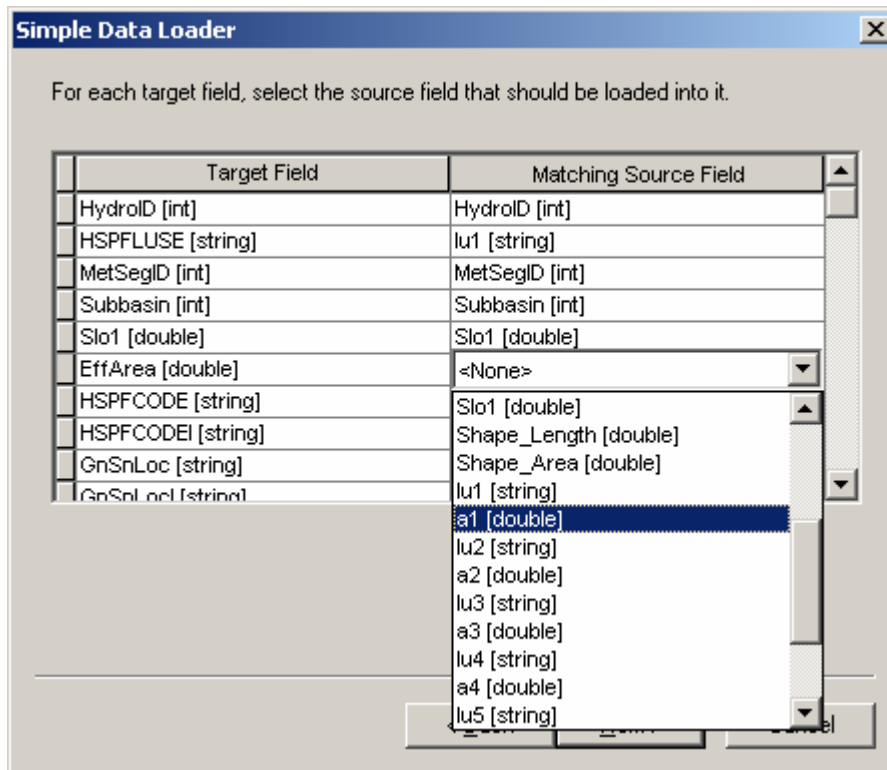 Simple Data Loader
For each target field, select the source field that should be loaded into it.
Target Field Matching Source Field
HydroID [int] HydroID [int]
HSPFLUSE [string] lu1 [string]
MetSegID [int] MetSegID [int]
Subbasin [int] Subbasin [int]
Slo1 [double] Slo1 [double]
EffArea [double] <None>
HSPFCODE [string]
HSPFCODEI [string]
GnSnLoc [string]
GnSnLocI [string]
Slo1 [double]
Shape_Length [double]
Shape_Area [double]
lu1 [string]
a1 [double]
lu2 [string]
a2 [double]
lu3 [string]
a3 [double]
lu4 [string]
a4 [double]
lu5 [string]